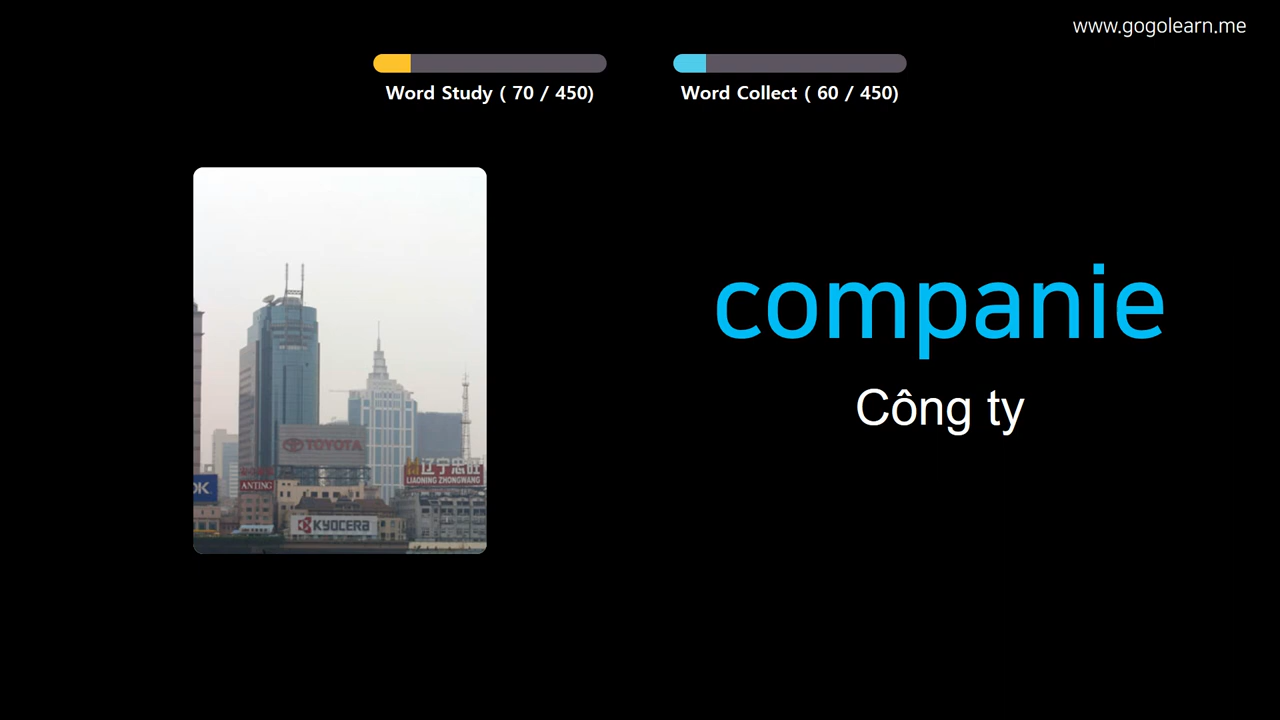 www.gogolearn.me
Word Study ( 70 / 450)
Word Collect ( 60 / 450)
companie
Công ty
TOYOTA
辽宁忠旺
LIAONING ZHONGWANG
OK
ANTING
KYOCERA